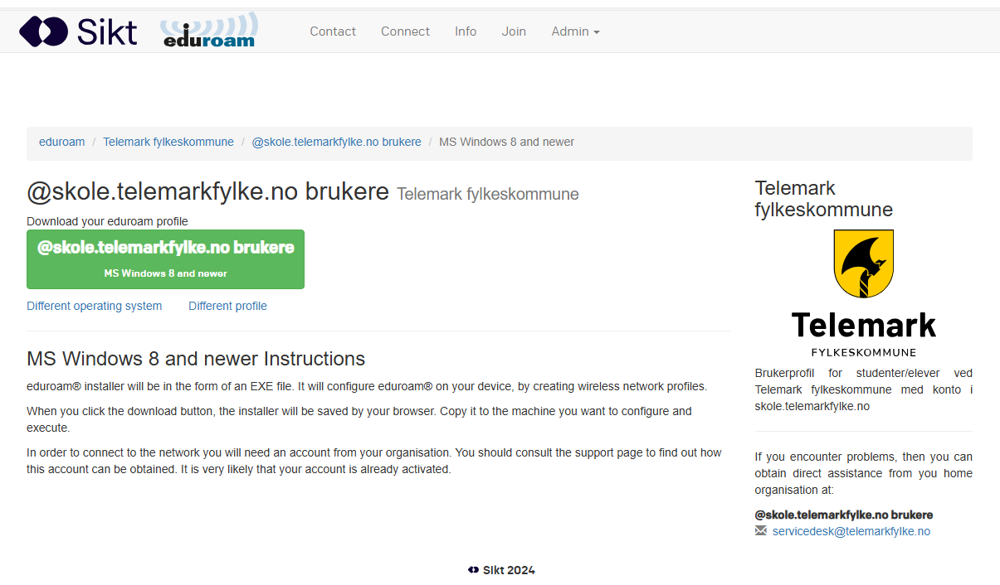 Sikt
eduroam
Contact
Connect
Info
Join
Admin
eduroam / Telemark fylkeskommune / @skole.telemarkfylke.no brukere / MS Windows 8 and newer
@skole.telemarkfylke.no brukere Telemark fylkeskommune
Download your eduroam profile
@skole.telemarkfylke.no brukere
MS Windows 8 and newer
Different operating system
Different profile
MS Windows 8 and newer Instructions
eduroam® installer will be in the form of an EXE file. It will configure eduroam® on your device, by creating wireless network profiles.
When you click the download button, the installer will be saved by your browser. Copy it to the machine you want to configure and
execute.
In order to connect to the network you will need an account from your organisation. You should consult the support page to find out how
this account can be obtained. It is very likely that your account is already activated.
Telemark
fylkeskommune
Telemark
FYLKESKOMMUNE
Brukerprofil for studenter/elever ved
Telemark fylkeskommune med konto i
skole.telemarkfylke.no
If you encounter problems, then you can
obtain direct assistance from you home
organisation at:
@skole.telemarkfylke.no brukere
servicedesk@telemarkfylke.no
Sikt 2024